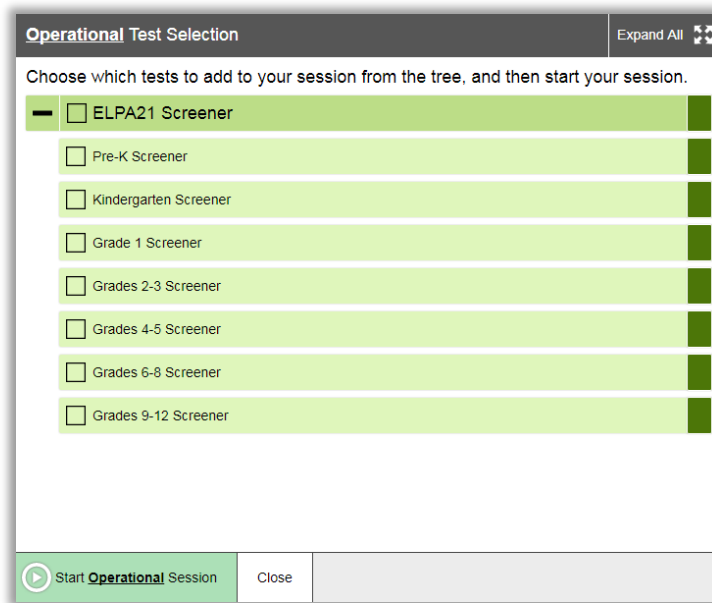 Operational Test Selection Expand All
Choose which tests to add to your session from the tree, and then start your session.
ELPA21 Screener
Pre-K Screener
Kindergarten Screener
Grade 1 Screener
Grades 2-3 Screener
Grades 4-5 Screener
Grades 6-8 Screener
Grades 9-12 Screener
Start Operational Session Close